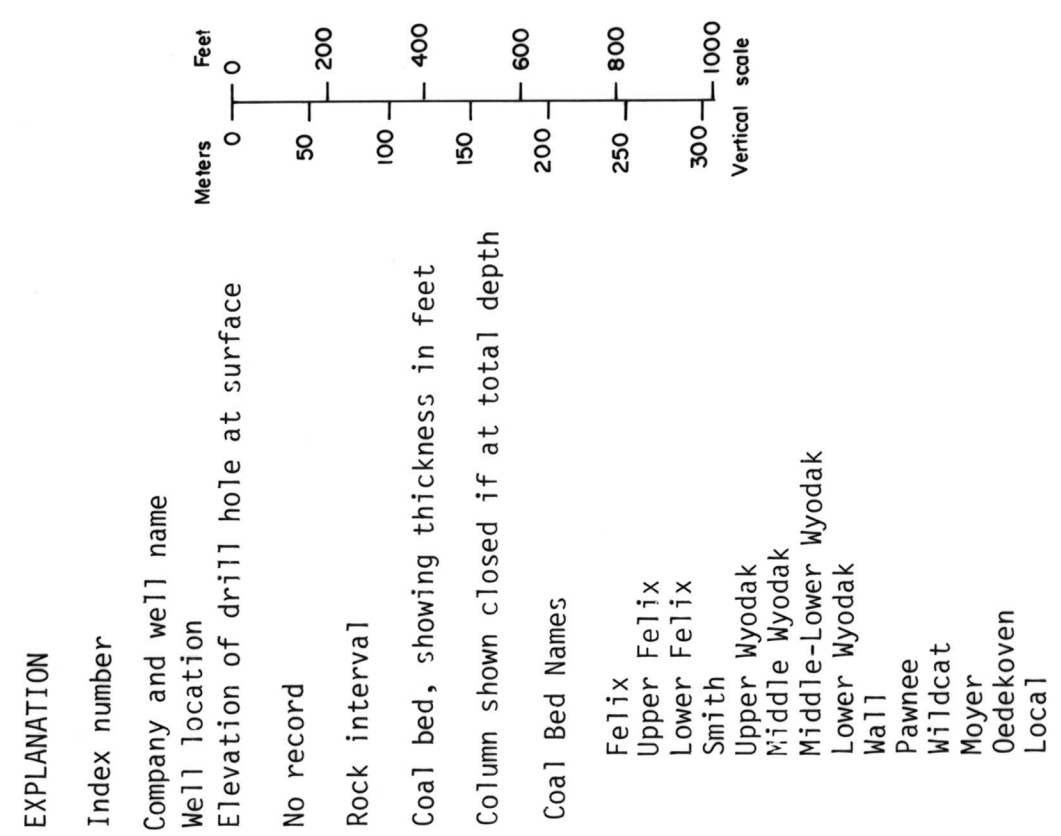 EXPLANATION
Index number
Company and well name
Well location
Elevation of drill hole at surface
No record
Rock interval
Coal bed, showing thickness in feet
Column shown closed if at total depth
Coal Bed Names
Felix
Upper Felix
Lower Felix
Smith
Upper Wyodak
Middle Wyodak
Middle-Lower Wyodak
Lower Wyodak
Wall
Pawnee
Wildcat
Moyer
Oedekoven
Local
Meters Feet
0 0
50
200
100
400
150
600
200
800
250
300 1000
Vertical scale